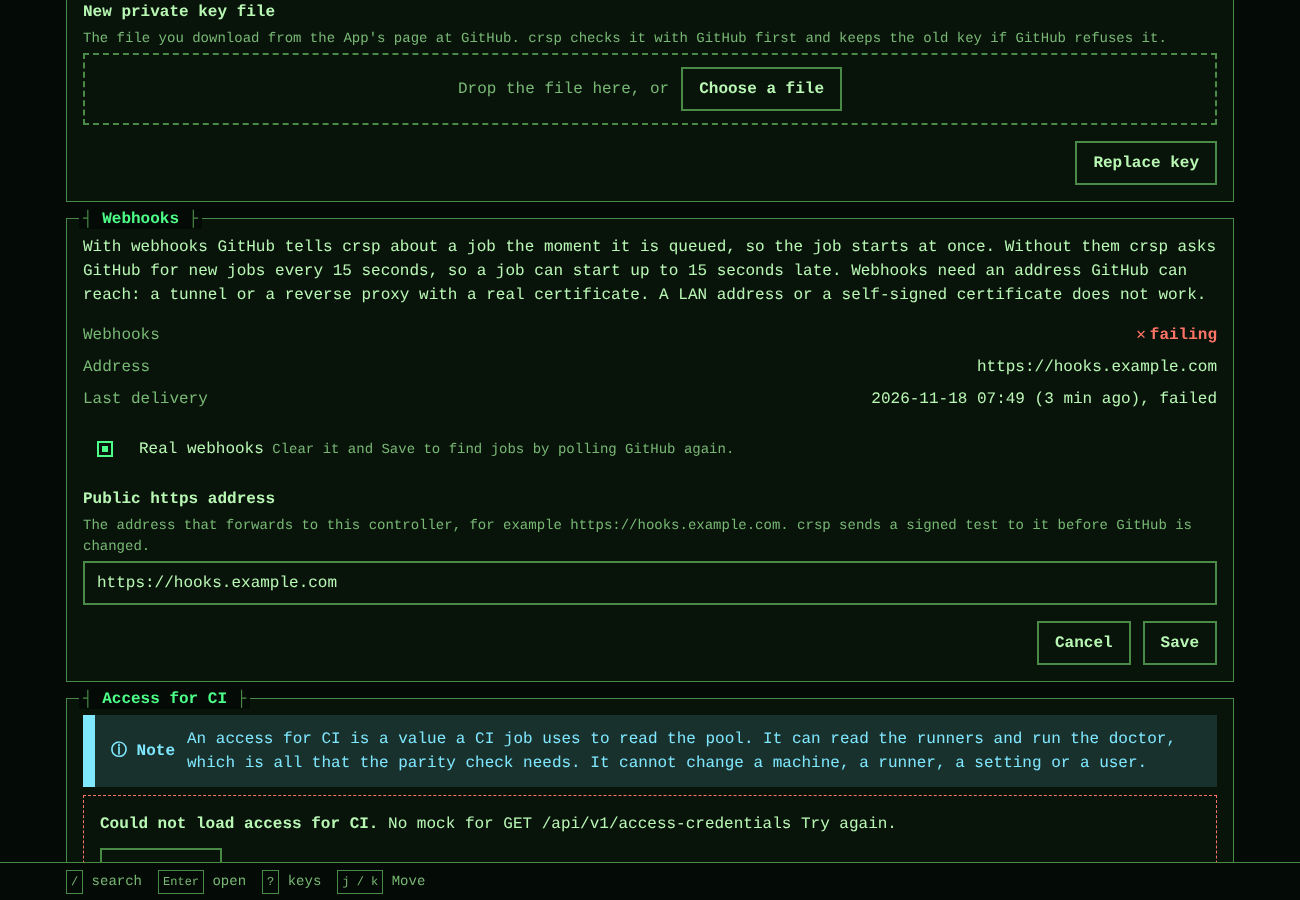 New private key file
The file you download from the App's page at GitHub. crsp checks it with GitHub first and keeps the old key if GitHub refuses it.
Drop the file here, or Choose a file
Replace key
Webhooks
With webhooks GitHub tells crsp about a job the moment it is queued, so the job starts at once. Without them crsp asks
GitHub for new jobs every 15 seconds, so a job can start up to 15 seconds late. Webhooks need an address GitHub can
reach: a tunnel or a reverse proxy with a real certificate. A LAN address or a self-signed certificate does not work.
Webhooks × failing
Address https://hooks.example.com
Last delivery 2026-11-18 07:49 (3 min ago), failed
Real webhooks Clear it and Save to find jobs by polling GitHub again.
Public https address
The address that forwards to this controller, for example https://hooks.example.com. crsp sends a signed test to it before GitHub is
changed.
https://hooks.example.com
Cancel Save
Access for CI
ⓘ Note An access for CI is a value a CI job uses to read the pool. It can read the runners and run the doctor,
which is all that the parity check needs. It cannot change a machine, a runner, a setting or a user.
Could not load access for CI. No mock for GET /api/v1/access-credentials Try again.
/ search Enter open ? keys j / k Move